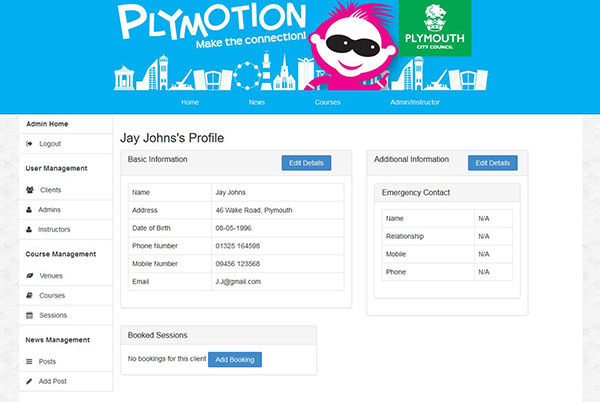 PLYMOTION
Make the connection!
PLYMOUTH
CITY COUNCIL
Home News Courses Admin/Instructor
Admin Home
Logout
User Management
Clients
Admins
Instructors
Course Management
Venues
Courses
Sessions
News Management
Posts
Add Post
Jay Johns's Profile
Basic Information Edit Details
Name Jay Johns
Address 46 Wake Road, Plymouth
Date of Birth 08-05-1996
Phone Number 01325 164598
Mobile Number 09456 123568
Email J.J@gmail.com
Additional Information Edit Details
Emergency Contact
Name N/A
Relationship N/A
Mobile N/A
Phone N/A
Booked Sessions
No bookings for this client Add Booking